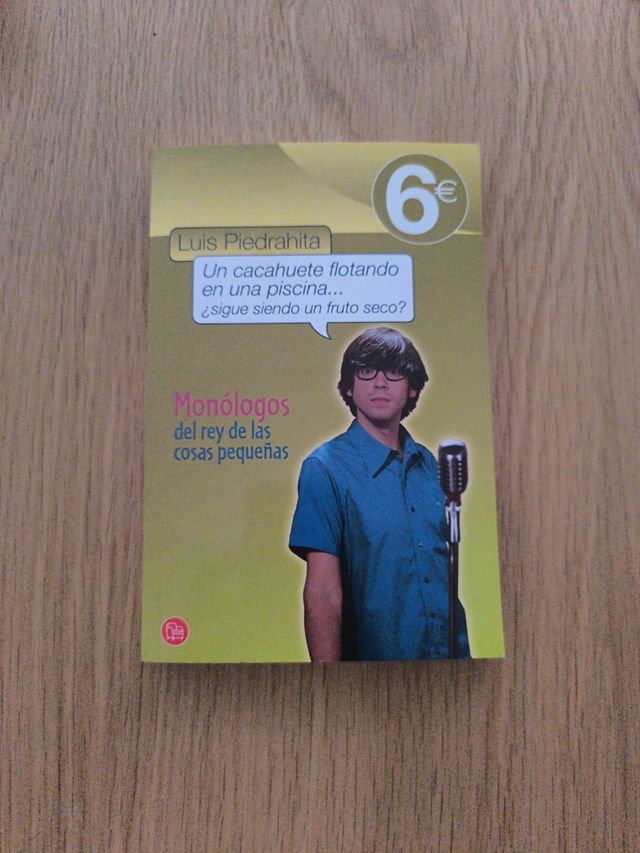 6€
Luis Piedrahita
Un cacahuete flotando
en una piscina...
¿sigue siendo un fruto seco?
Monólogos
del rey de las
cosas pequeñas